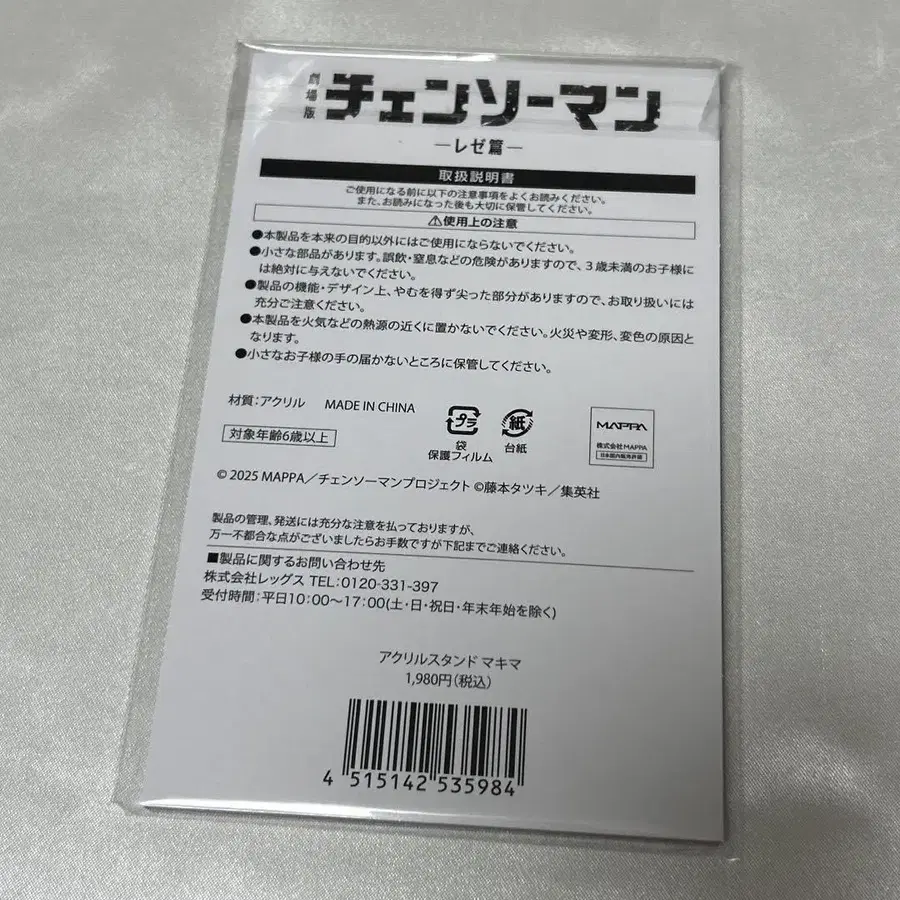 劇場版 チェンソーマン
―レゼ篇―
取扱説明書
ご使用になる前に以下の注意事項をよくお読みください。
また、お読みになった後も大切に保管してください。
⚠使用上の注意
●本製品を本来の目的以外にはご使用にならないでください。
●小さな部品があります。誤飲・窒息などの危険がありますので、3歳未満のお子様に
は絶対に与えないでください。
●製品の機能・デザイン上、やむを得ず尖った部分がありますので、お取り扱いには
充分ご注意ください。
●本製品を火気などの熱源の近くに置かないでください。火災や変形、変色の原因と
なります。
●小さなお子様の手の届かないところに保管してください。
材質：アクリル MADE IN CHINA
対象年齢6歳以上
プラ
袋
保護フィルム
紙
台紙
MAPPA
株式会社MAPPA
日本国内販売許諾
© 2025 MAPPA／チェンソーマンプロジェクト ©藤本タツキ／集英社
製品の管理、発送には充分な注意を払っておりますが、
万一不都合な点がございましたらお手数ですが下記までご連絡ください。
■製品に関するお問い合わせ先
株式会社レッグス TEL:0120-331-397
受付時間:平日10:00～17:00(土・日・祝日・年末年始を除く)
アクリルスタンド マキマ
1,980円(税込)
4 515142 535984